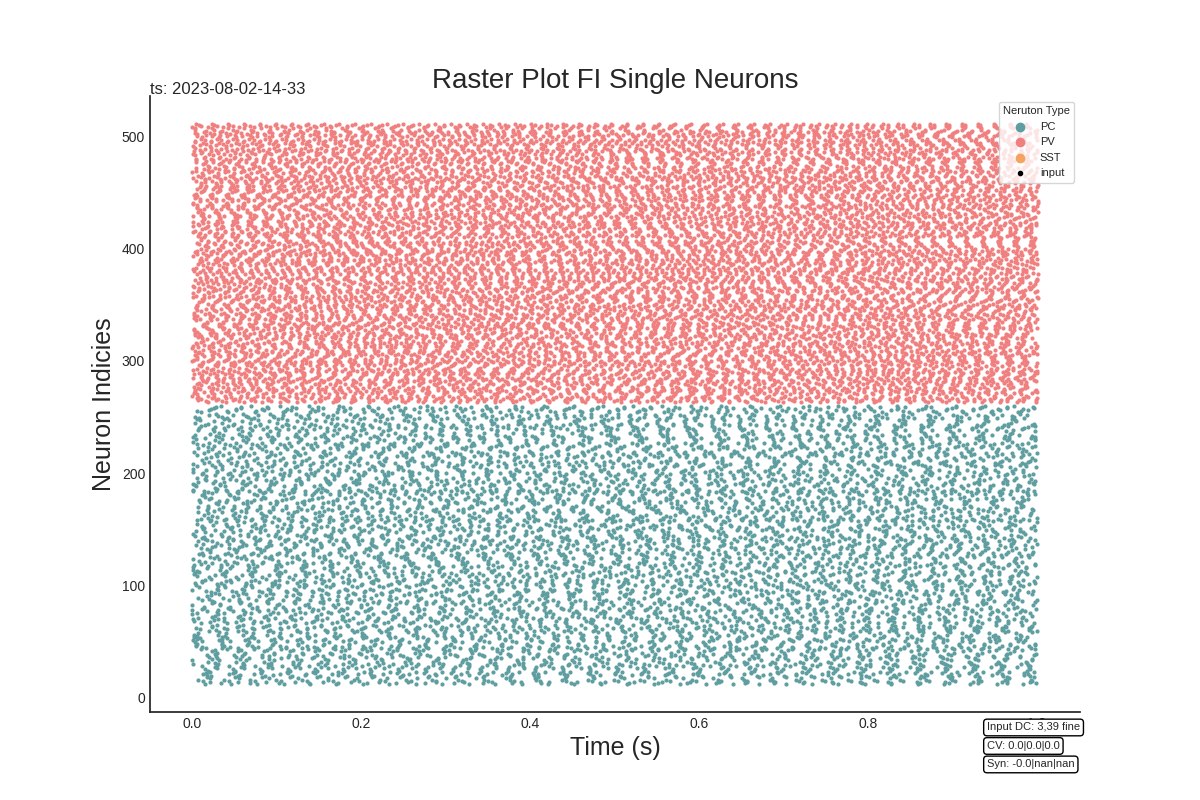 Raster Plot FI Single Neurons
ts: 2023-08-02-14-33
Neruton Type
PC
PV
SST
input
500
400
300
200
100
0
Neuron Indicies
0.0 0.2 0.4 0.6 0.8
Time (s)
Input DC: 3,39 fine
CV: 0.0|0.0|0.0
Syn: -0.0|nan|nan